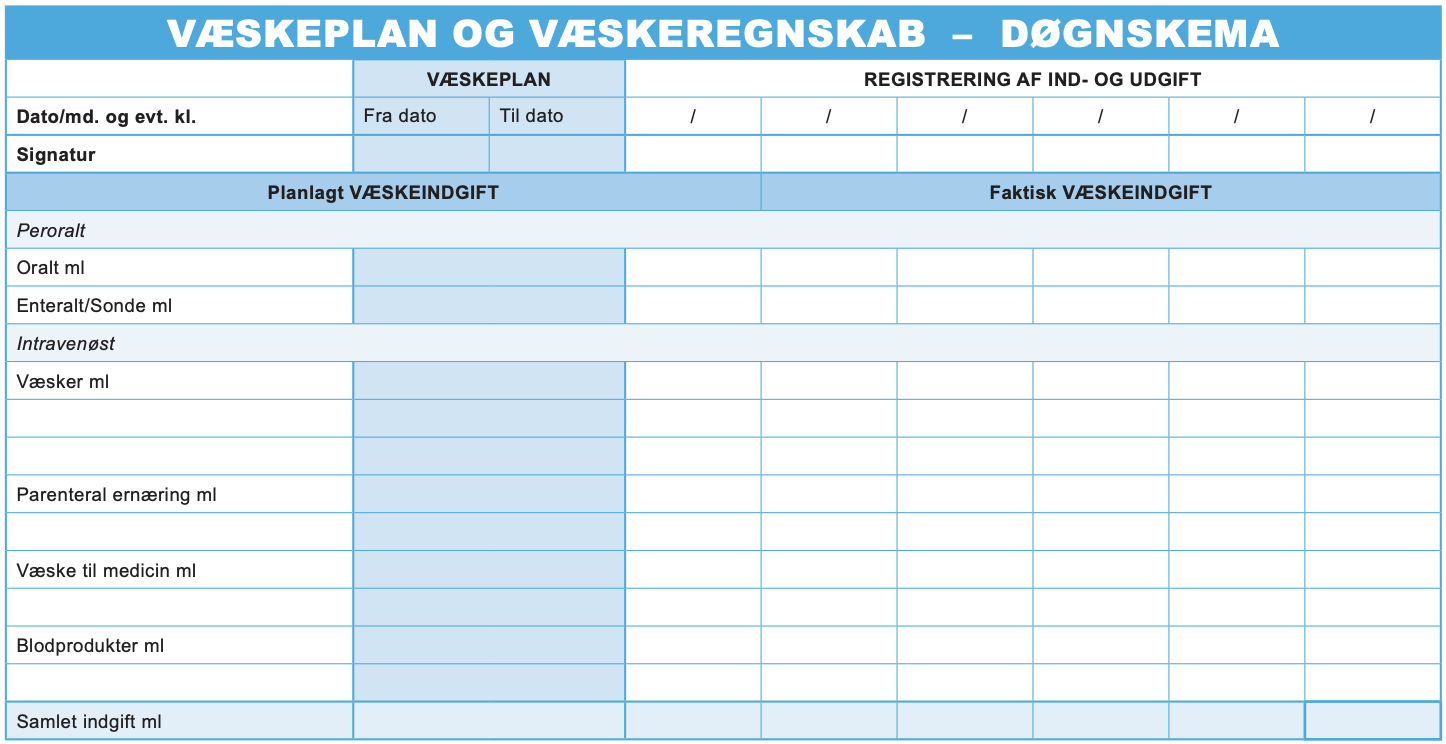 VÆSKEPLAN OG VÆSKEREGNSKAB – DØGNSKEMA
VÆSKEPLAN REGISTRERING AF IND- OG UDGIFT
Dato/md. og evt. kl. Fra dato Til dato / / / / / /
Signatur
Planlagt VÆSKEINDGIFT Faktisk VÆSKEINDGIFT
Peroralt
Oralt ml
Enteralt/Sonde ml
Intravenøst
Væsker ml
Parenteral ernæring ml
Væske til medicin ml
Blodprodukter ml
Samlet indgift ml